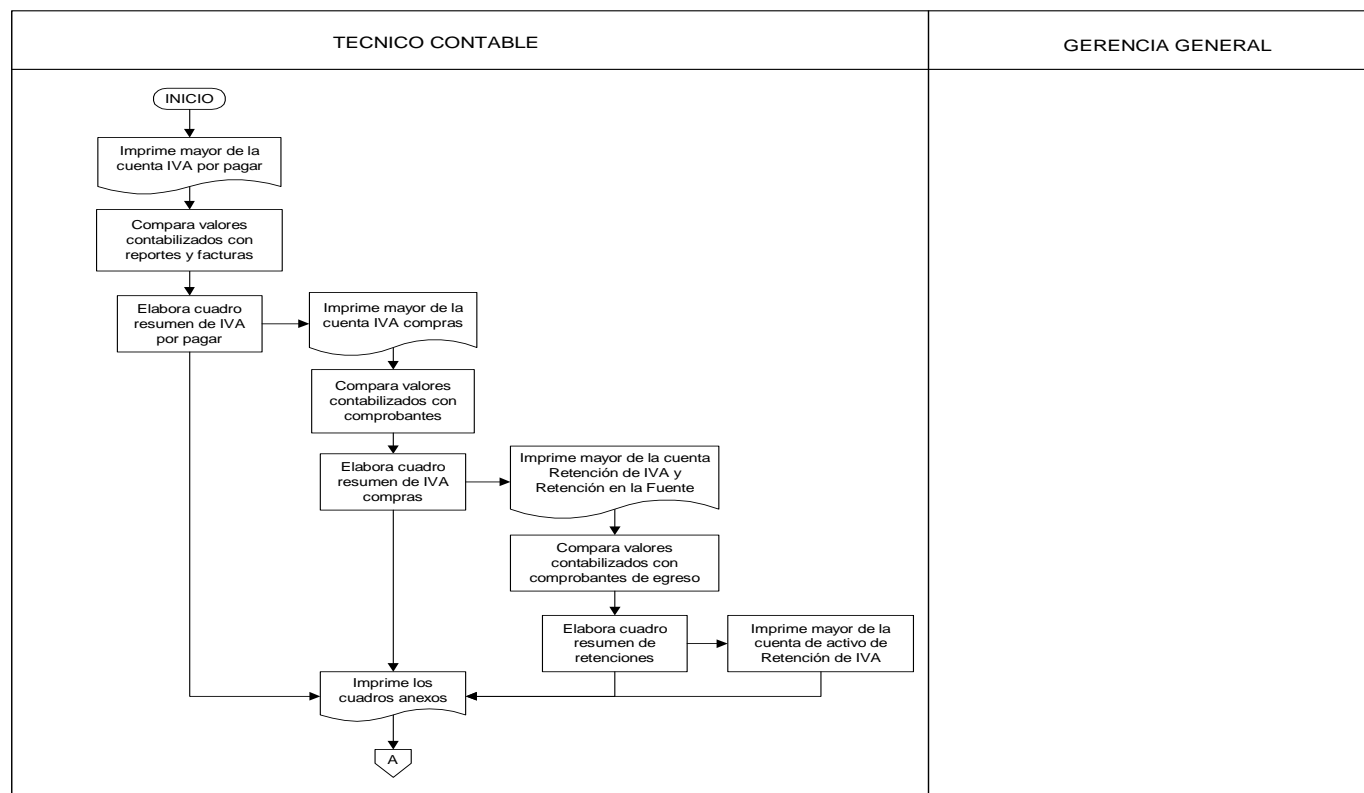 TECNICO CONTABLE
GERENCIA GENERAL
INICIO
Imprime mayor de la
cuenta IVA por pagar
Compara valores
contabilizados con
reportes y facturas
Elabora cuadro
resumen de IVA
por pagar
Imprime mayor de la
cuenta IVA compras
Compara valores
contabilizados con
comprobantes
Elabora cuadro
resumen de IVA
compras
Imprime mayor de la cuenta
Retención de IVA y
Retención en la Fuente
Compara valores
contabilizados con
comprobantes de egreso
Elabora cuadro
resumen de
retenciones
Imprime mayor de la
cuenta de activo de
Retención de IVA
Imprime los
cuadros anexos
A